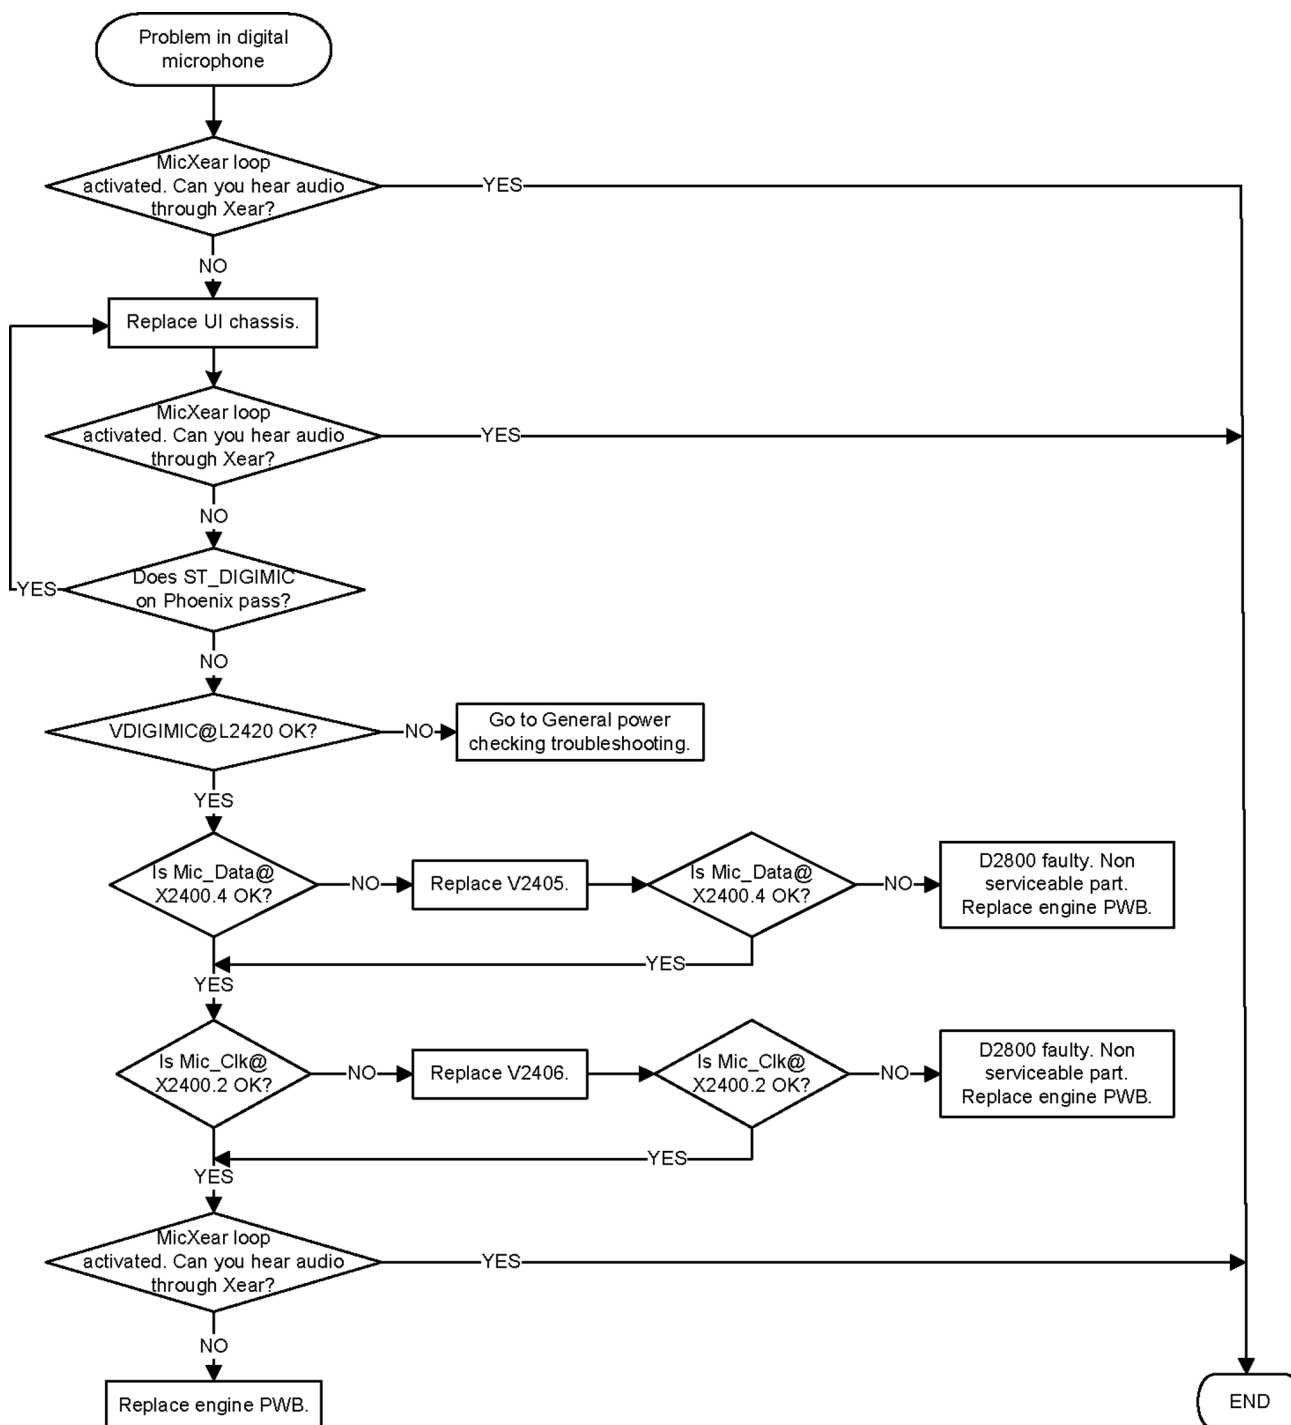 Problem in digital
microphone
MicXear loop
activated. Can you hear audio
through Xear?
YES
NO
Replace UI chassis.
MicXear loop
activated. Can you hear audio
through Xear?
YES
NO
Does ST_DIGIMIC
on Phoenix pass?
YES
NO
VDIGIMIC@L2420 OK?
NO
Go to General power
checking troubleshooting.
YES
Is Mic_Data@
X2400.4 OK?
NO
Replace V2405.
Is Mic_Data@
X2400.4 OK?
NO
D2800 faulty. Non
serviceable part.
Replace engine PWB.
YES
YES
Is Mic_Clk@
X2400.2 OK?
NO
Replace V2406.
Is Mic_Clk@
X2400.2 OK?
NO
D2800 faulty. Non
serviceable part.
Replace engine PWB.
YES
YES
MicXear loop
activated. Can you hear audio
through Xear?
YES
NO
Replace engine PWB.
END